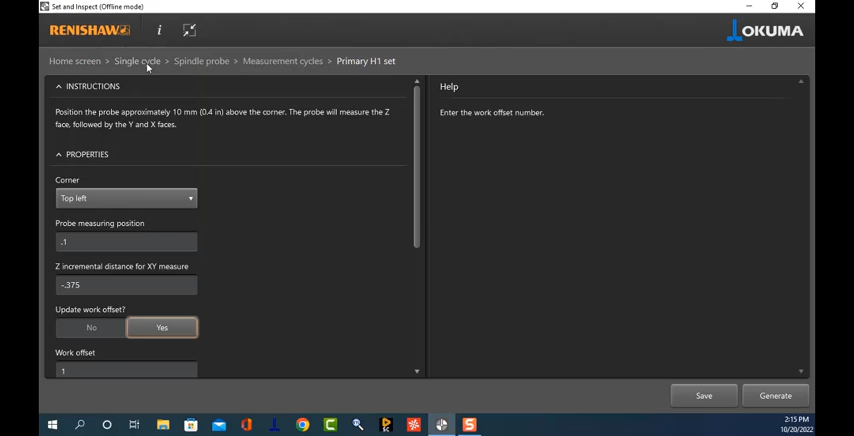 Set and Inspect (Offline mode)
RENISHAW
i
OKUMA
Home screen > Single cycle > Spindle probe > Measurement cycles > Primary H1 set
INSTRUCTIONS
Position the probe approximately 10 mm (0.4 in) above the corner. The probe will measure the Z
face, followed by the Y and X faces.
PROPERTIES
Corner
Top left
Probe measuring position
.1
Z incremental distance for XY measure
-.375
Update work offset?
No Yes
Work offset
1
Help
Enter the work offset number.
Save Generate
2:15 PM
10/20/2022